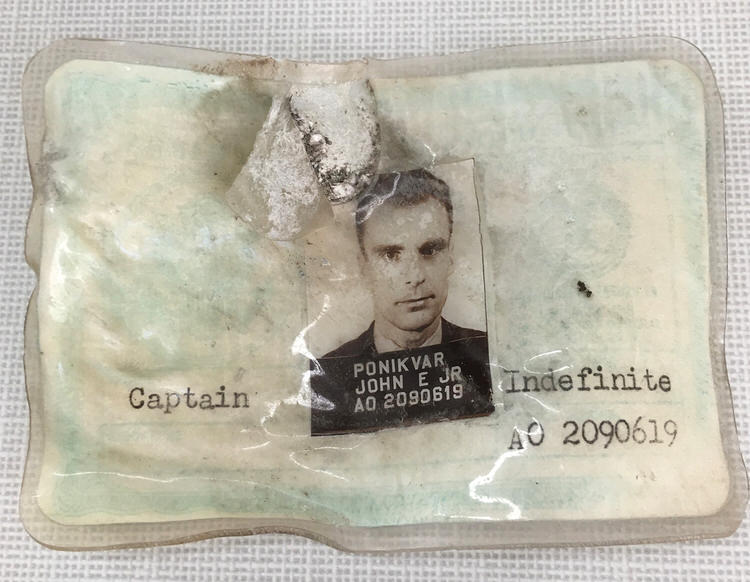 PONIKVAR
JOHN E JR
AO 2090619
Captain
Indefinite
AO 2090619